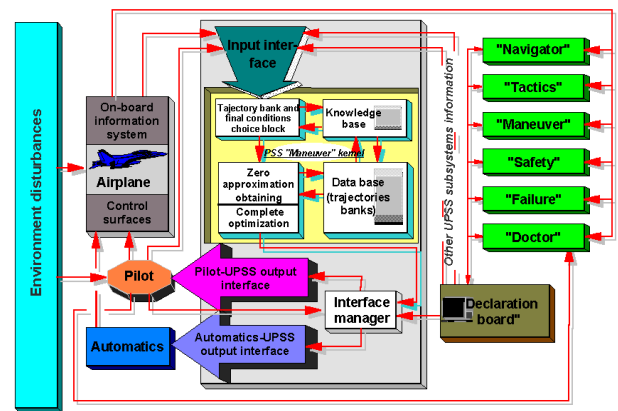 Environment disturbances
On-board
information
system
Airplane
Control
surfaces
Pilot
Automatics
Input inter-
face
Tajectory bank and
final conditions
choice block
Knowledge
base
PSS "Maneuver" kernel
Zero
approximation
obtaining
Complete
optimization
Data base
(trajectories
banks)
Pilot-UPSS output
interface
Interface
manager
Automatics-UPSS
output interface
Other UPSS subsystems information
"Navigator"
"Tactics"
"Maneuver"
"Safety"
"Failure"
"Doctor"
"Declaration
board"